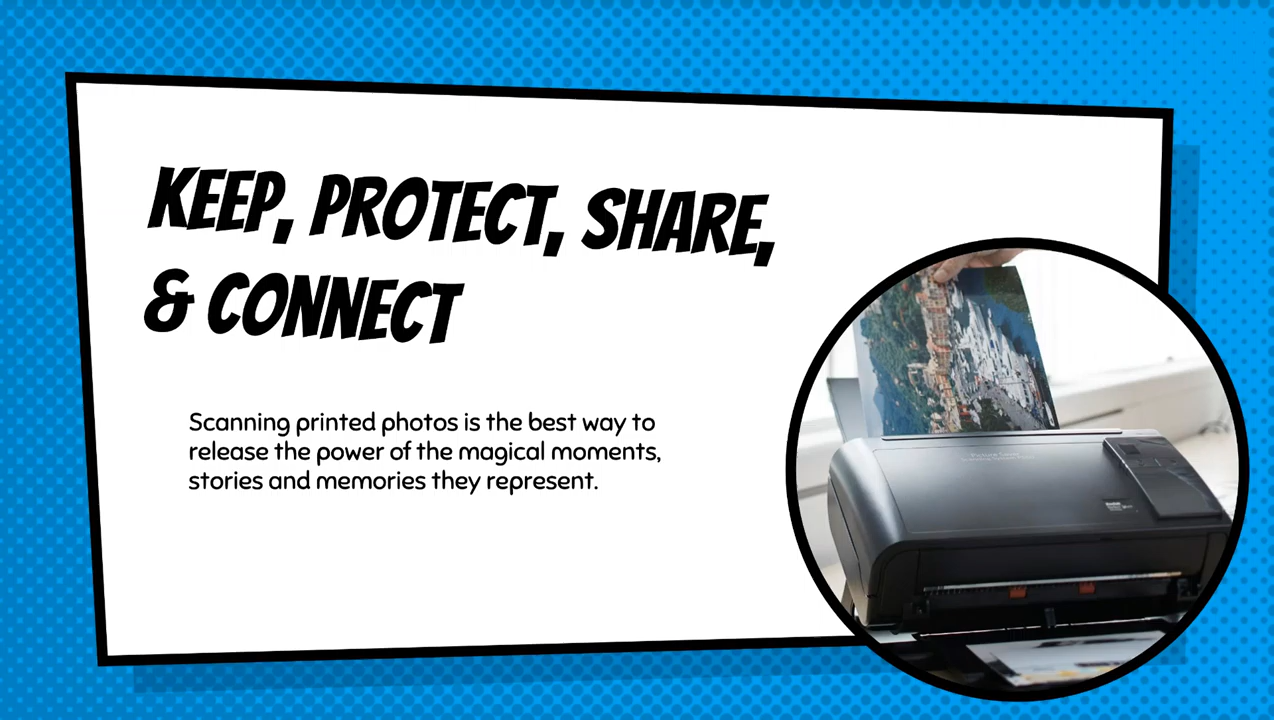 KEEP, PROTECT, SHARE,
& CONNECT
Scanning printed photos is the best way to
release the power of the magical moments,
stories and memories they represent.